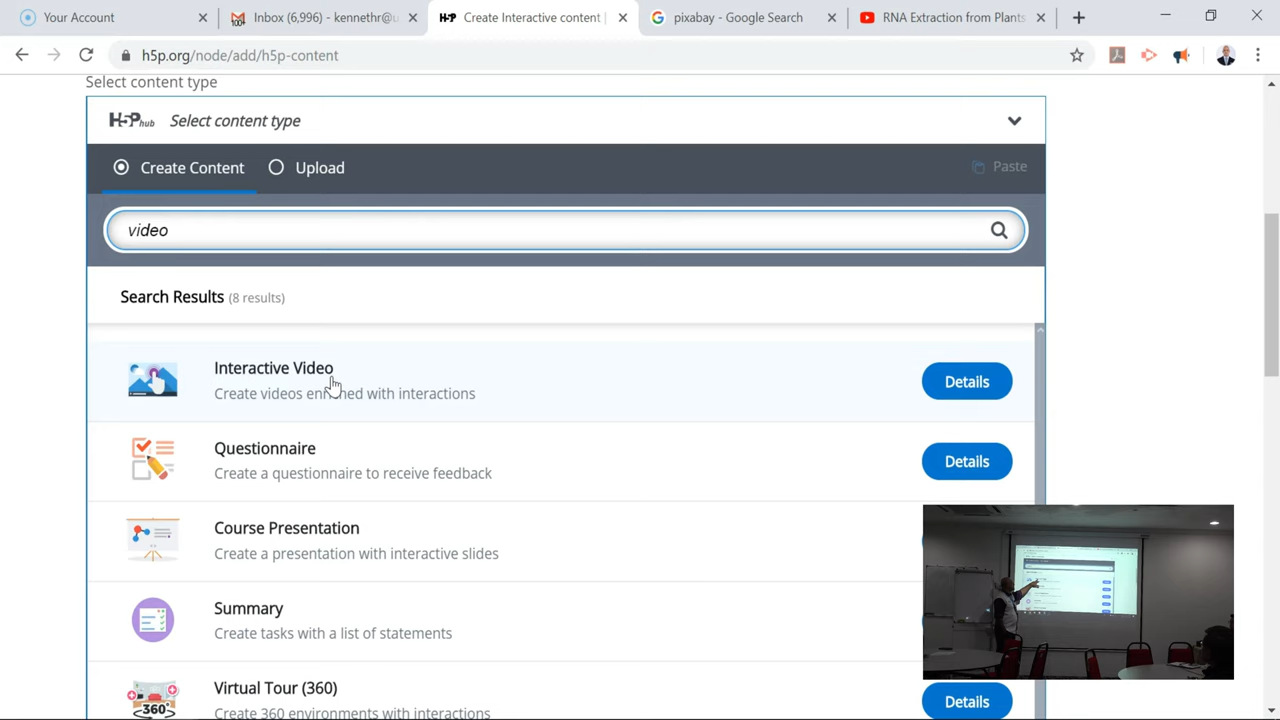 Your Account
Inbox (6,996) - kennethr@u
H5P Create Interactive content |
pixabay - Google Search
RNA Extraction from Plants
h5p.org/node/add/h5p-content
Select content type
H5P hub Select content type
Create Content
Upload
Paste
video
Search Results (8 results)
Interactive Video
Create videos enriched with interactions
Details
Questionnaire
Create a questionnaire to receive feedback
Details
Course Presentation
Create a presentation with interactive slides
Summary
Create tasks with a list of statements
Virtual Tour (360)
Create 360 environments with interactions
Details
360°